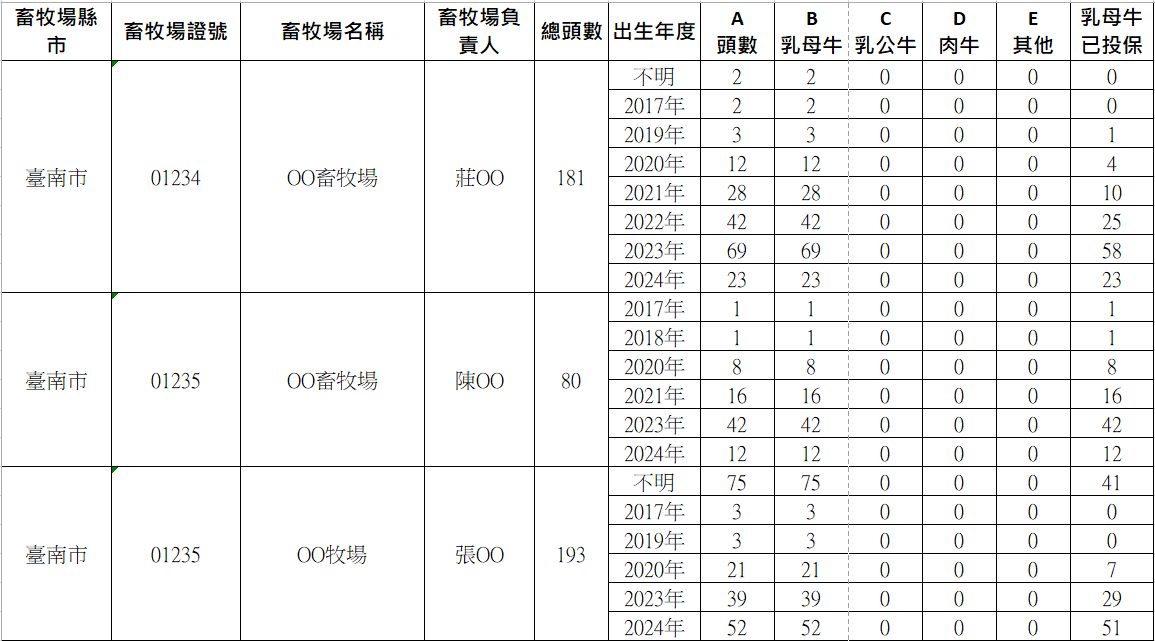 畜牧場縣市 畜牧場證號 畜牧場名稱 畜牧場負責人 總頭數 出生年度 A頭數 B乳母牛 C乳公牛 D肉牛 E其他 乳母牛已投保
臺南市 01234 OO畜牧場 莊OO 181 不明 2 2 0 0 0 0
2017年 2 2 0 0 0 0
2019年 3 3 0 0 0 1
2020年 12 12 0 0 0 4
2021年 28 28 0 0 0 10
2022年 42 42 0 0 0 25
2023年 69 69 0 0 0 58
2024年 23 23 0 0 0 23
臺南市 01235 OO畜牧場 陳OO 80 2017年 1 1 0 0 0 1
2018年 1 1 0 0 0 1
2020年 8 8 0 0 0 8
2021年 16 16 0 0 0 16
2023年 42 42 0 0 0 42
2024年 12 12 0 0 0 12
臺南市 01235 OO牧場 張OO 193 不明 75 75 0 0 0 41
2017年 3 3 0 0 0 0
2019年 3 3 0 0 0 0
2020年 21 21 0 0 0 7
2023年 39 39 0 0 0 29
2024年 52 52 0 0 0 51